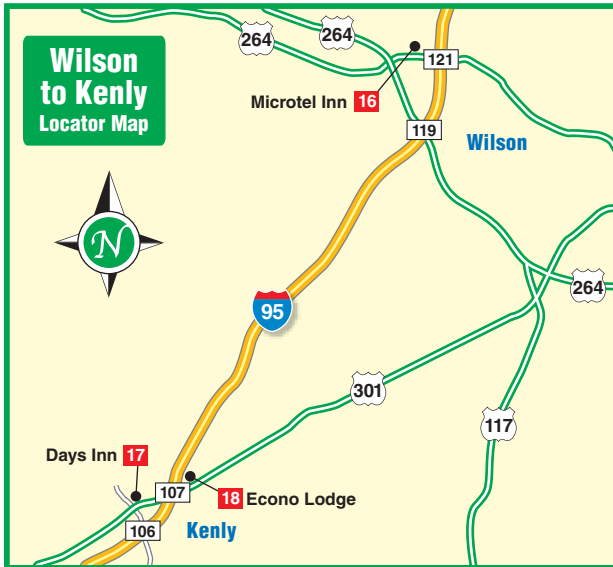 Wilson
to Kenly
Locator Map
264
264
121
Microtel Inn 16
119
Wilson
N
264
95
301
117
Days Inn 17
107
18 Econo Lodge
106
Kenly